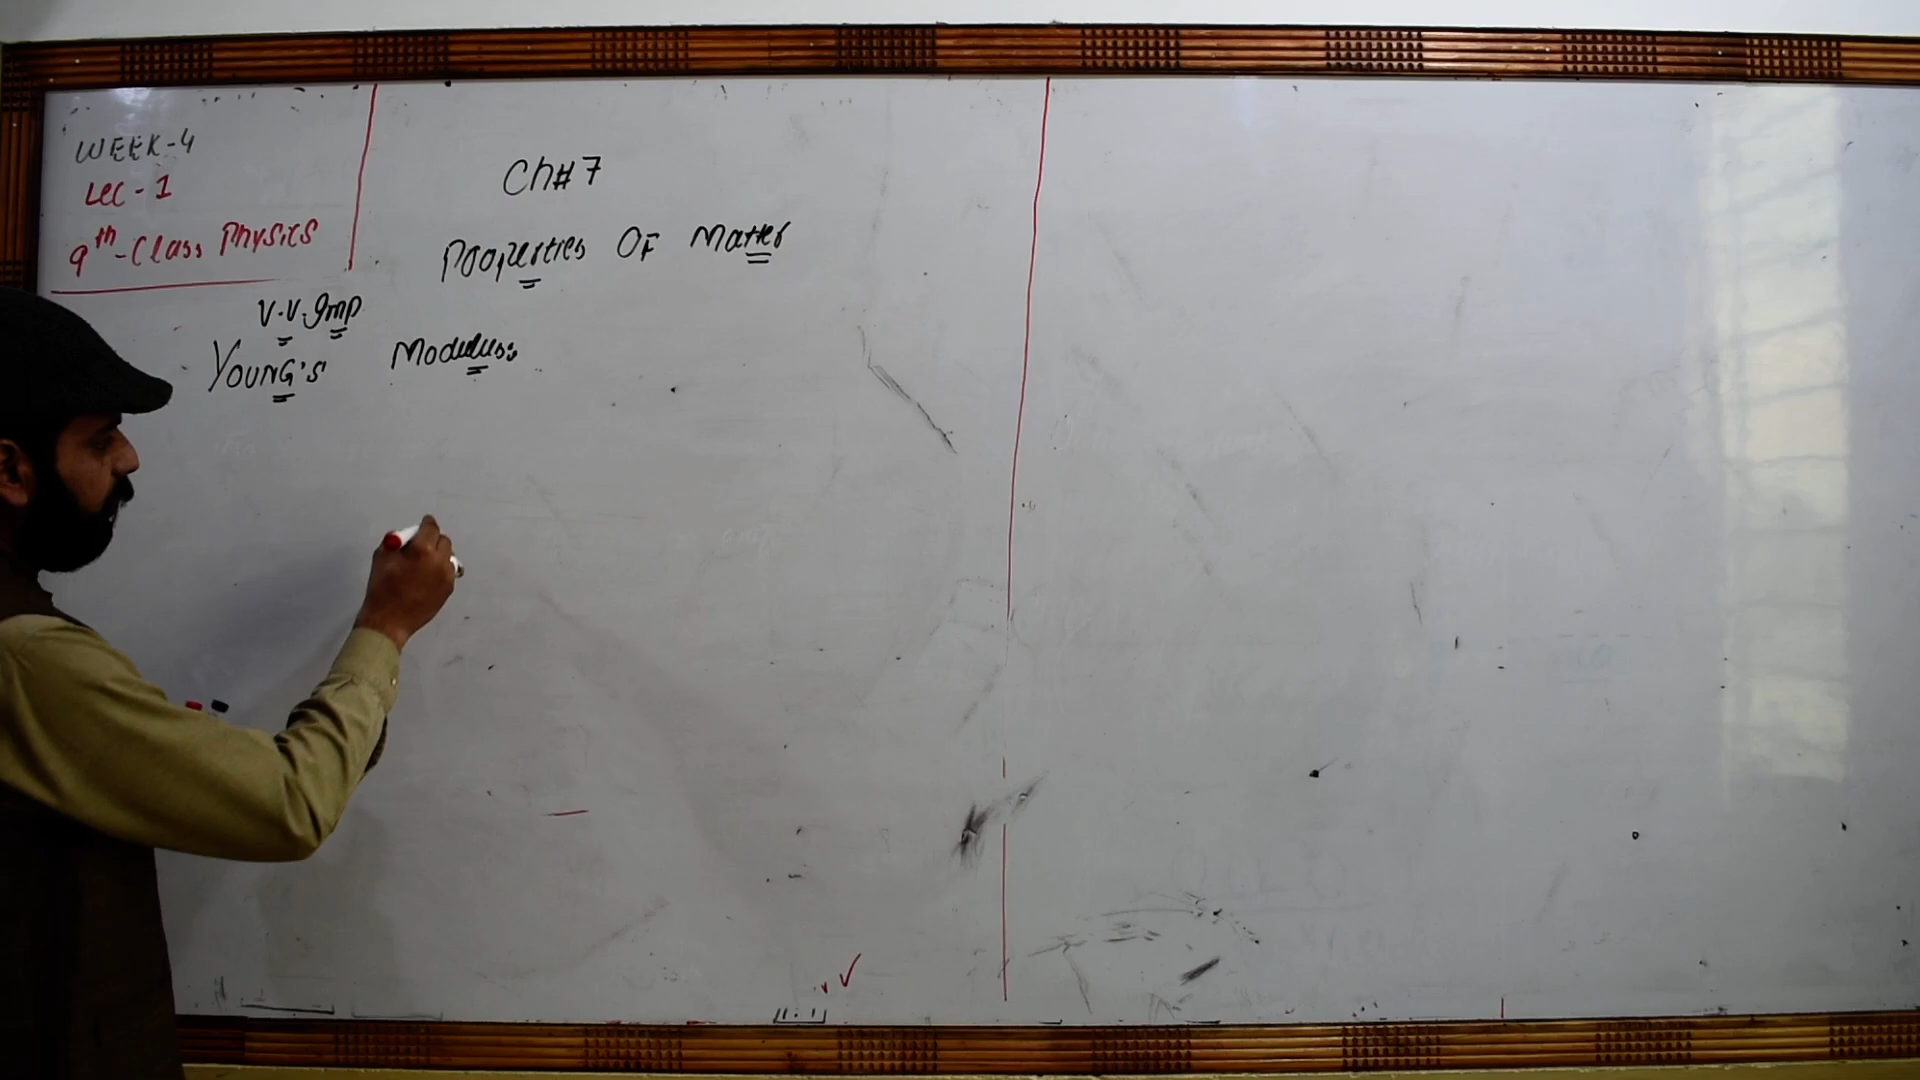 WEEK-4
Lec-1
9th-Class Physics
Ch#7
Properties OF Matter
V.V.Imp
YOUNG's Modulus: